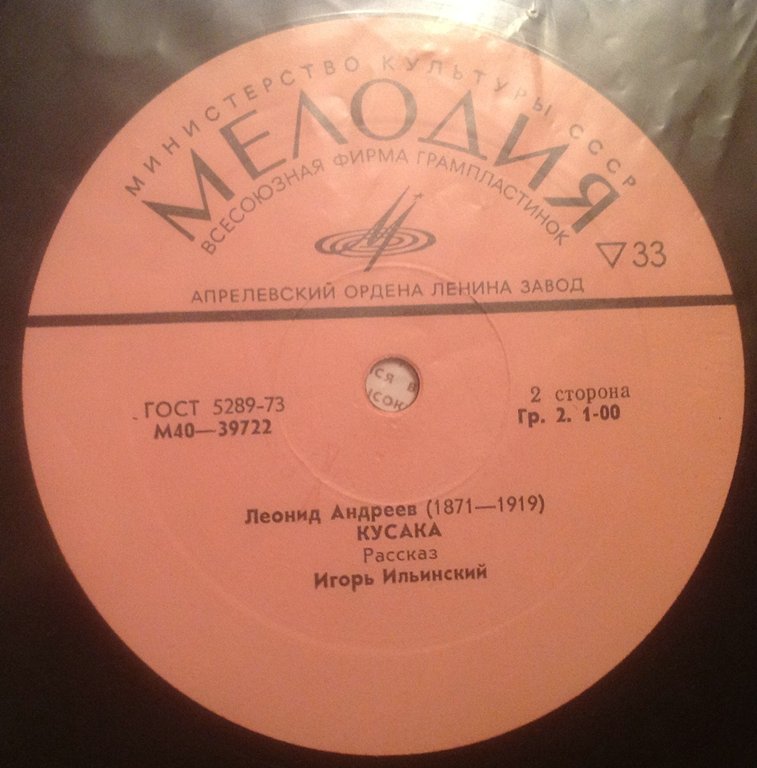 МИНИСТЕРСТВО КУЛЬТУРЫ СССР
МЕЛОДИЯ
ВСЕСОЮЗНАЯ ФИРМА ГРАМПЛАСТИНОК
33
АПРЕЛЕВСКИЙ ОРДЕНА ЛЕНИНА ЗАВОД
ГОСТ 5289-73
М40—39722
2 сторона
Гр. 2. 1-00
Леонид Андреев (1871—1919)
КУСАКА
Рассказ
Игорь Ильинский